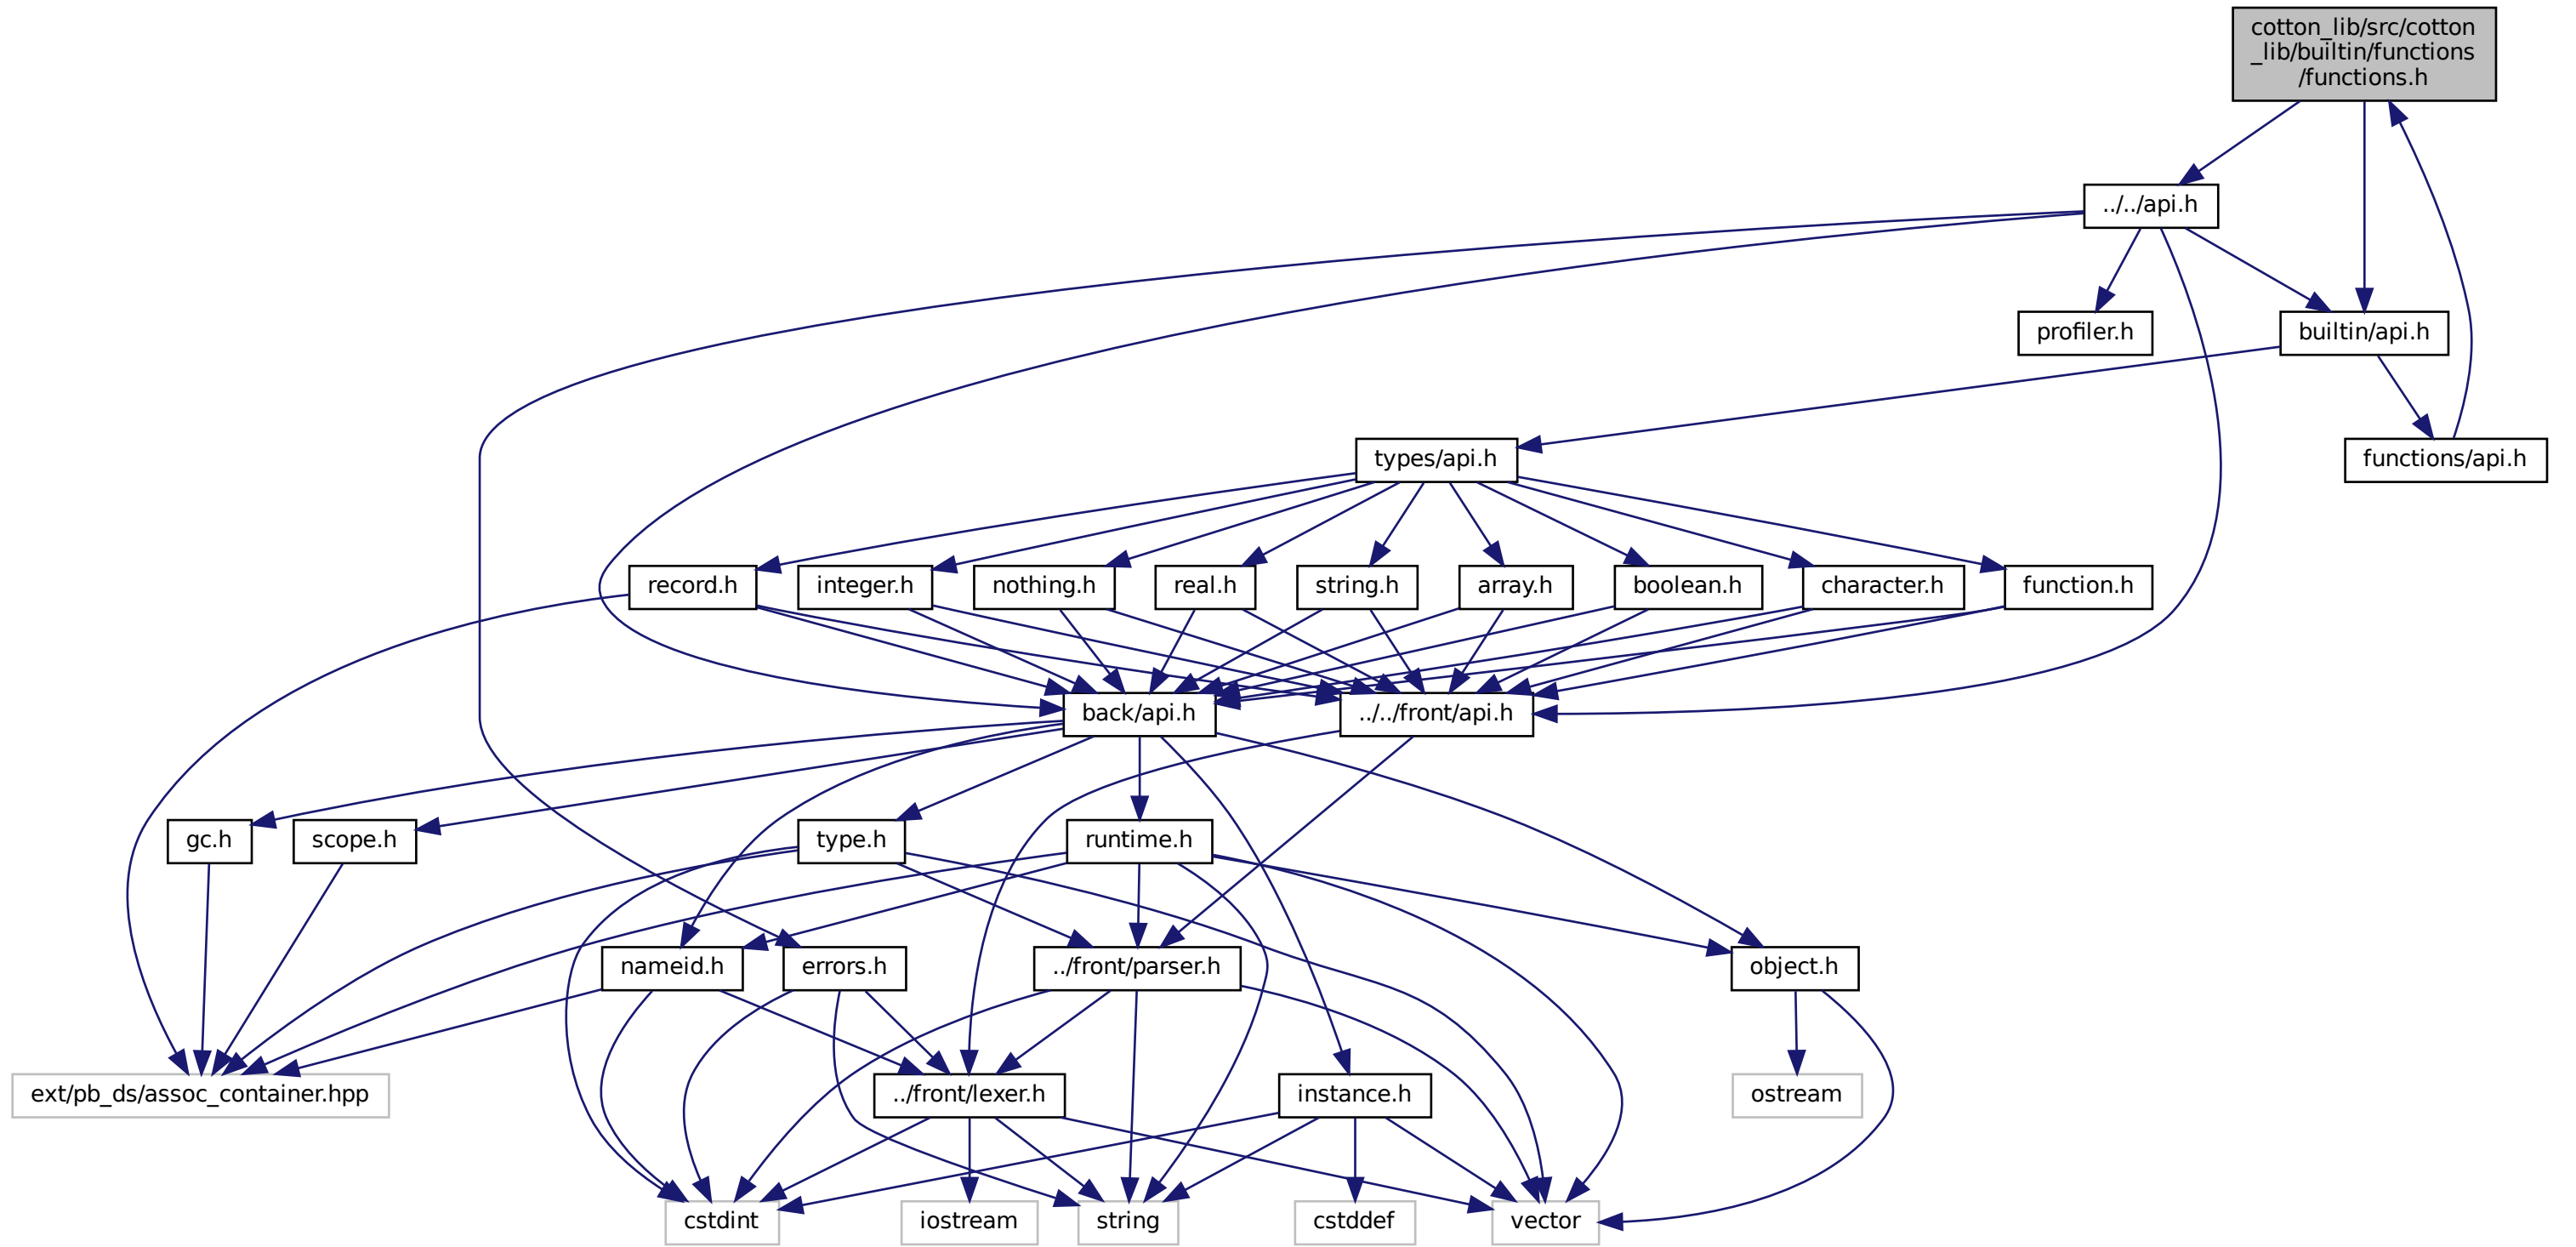 cotton_lib/src/cotton
_lib/builtin/functions
/functions.h
../../api.h
profiler.h
builtin/api.h
types/api.h
functions/api.h
record.h
integer.h
nothing.h
real.h
string.h
array.h
boolean.h
character.h
function.h
back/api.h
../../front/api.h
gc.h
scope.h
type.h
runtime.h
nameid.h
errors.h
../front/parser.h
object.h
ext/pb_ds/assoc_container.hpp
../front/lexer.h
instance.h
ostream
cstdint
iostream
string
cstddef
vector